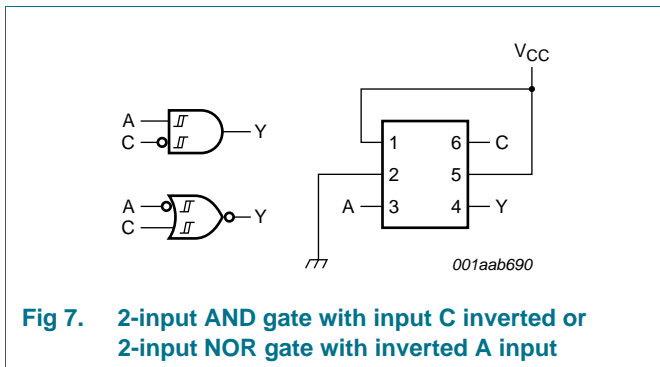 VCC
A
C
Y
A
C
Y
1
6
C
2
5
A
3
4
Y
001aab690
Fig 7. 2-input AND gate with input C inverted or
2-input NOR gate with inverted A input